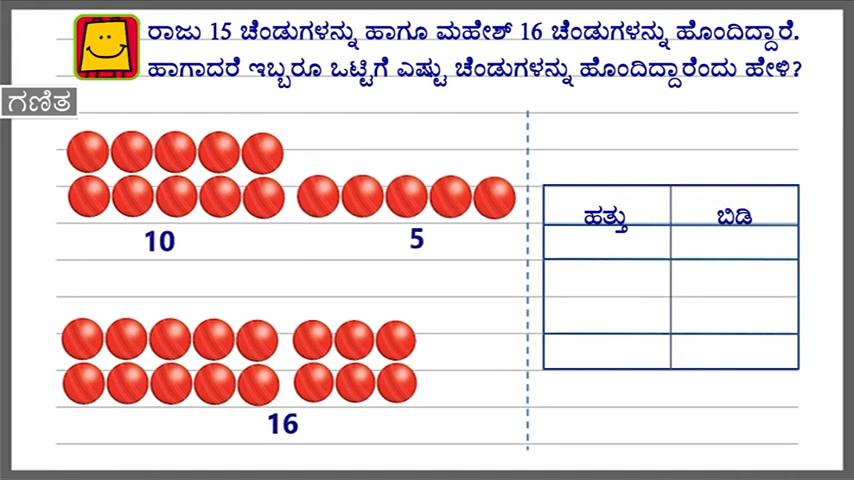 ರಾಜು 15 ಚೆಂಡುಗಳನ್ನು ಹಾಗೂ ಮಹೇಶ್ 16 ಚೆಂಡುಗಳನ್ನು ಹೊಂದಿದ್ದಾರೆ.
ಹಾಗಾದರೆ ಇಬ್ಬರೂ ಒಟ್ಟಿಗೆ ಎಷ್ಟು ಚೆಂಡುಗಳನ್ನು ಹೊಂದಿದ್ದಾರೆಂದು ಹೇಳಿ?
ಗಣಿತ
ಹತ್ತು ಬಿಡಿ
10 5
16